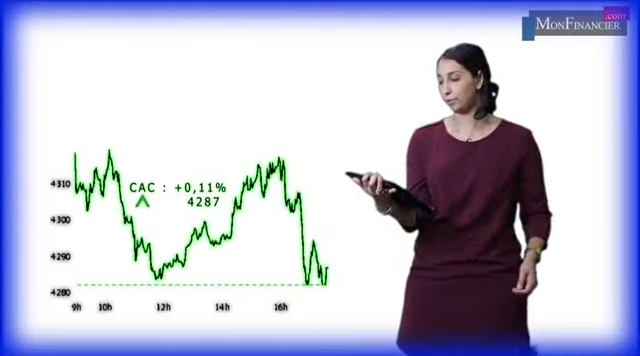 .com
MonFinancier
CAC : +0,11%
4287
4310
4300
4290
4280
9h 10h 12h 14h 16h